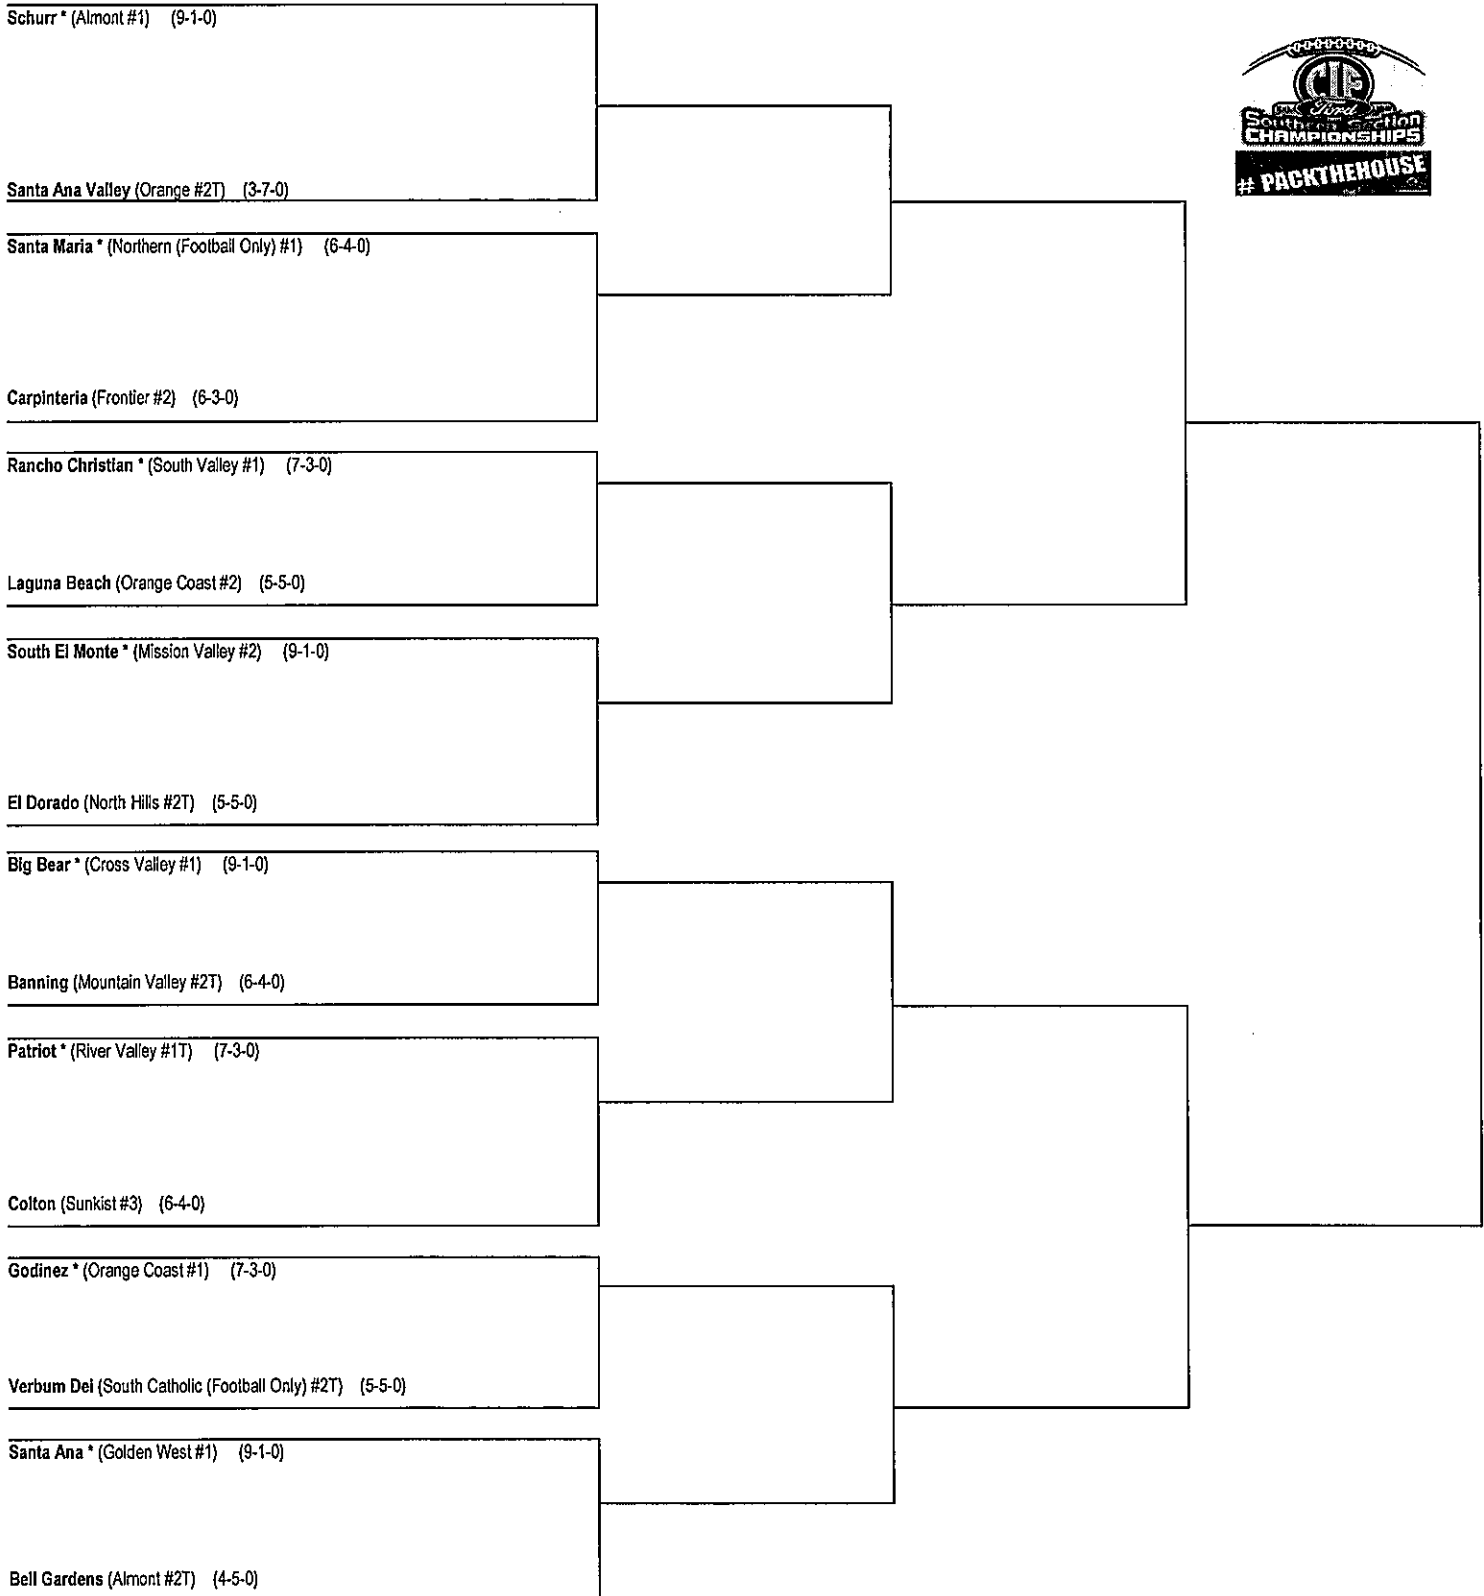 Schurr * (Almont #1) (9-1-0)
CIF
Ford
Southern Section
CHAMPIONSHIPS
# PACKTHEHOUSE
Santa Ana Valley (Orange #2T) (3-7-0)
Santa Maria * (Northern (Football Only) #1) (6-4-0)
Carpinteria (Frontier #2) (6-3-0)
Rancho Christian * (South Valley #1) (7-3-0)
Laguna Beach (Orange Coast #2) (5-5-0)
South El Monte * (Mission Valley #2) (9-1-0)
El Dorado (North Hills #2T) (5-5-0)
Big Bear * (Cross Valley #1) (9-1-0)
Banning (Mountain Valley #2T) (6-4-0)
Patriot * (River Valley #1T) (7-3-0)
Colton (Sunkist #3) (6-4-0)
Godinez * (Orange Coast #1) (7-3-0)
Verbum Dei (South Catholic (Football Only) #2T) (5-5-0)
Santa Ana * (Golden West #1) (9-1-0)
Bell Gardens (Almont #2T) (4-5-0)